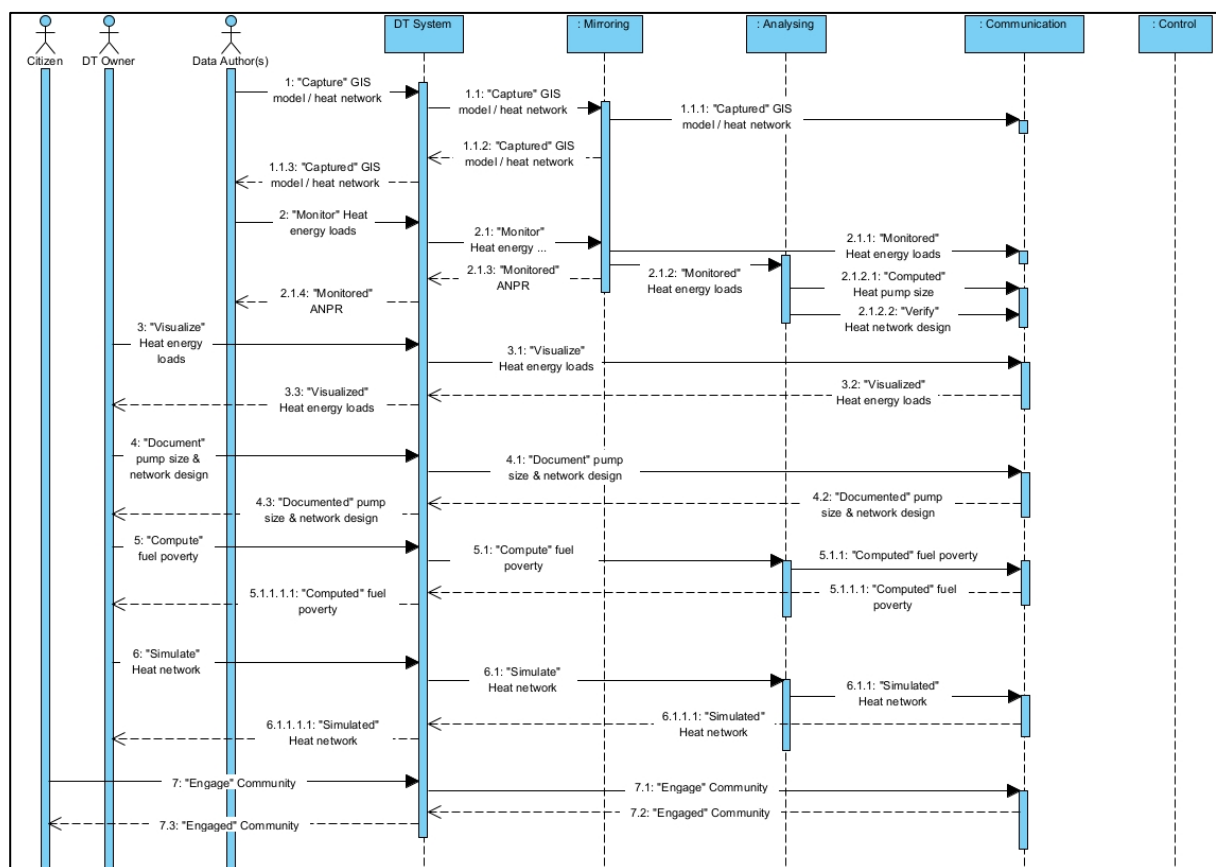 DT System
: Mirroring
: Analysing
: Communication
: Control
Citizen
DT Owner
Data Author(s)
1: "Capture" GIS
model / heat network
1.1: "Capture" GIS
model / heat network
1.1.1: "Captured" GIS
model / heat network
1.1.2: "Captured" GIS
model / heat network
1.1.3: "Captured" GIS
model / heat network
2: "Monitor" Heat
energy loads
2.1: "Monitor"
Heat energy ...
2.1.1: "Monitored"
Heat energy loads
2.1.3: "Monitored"
ANPR
2.1.2: "Monitored"
Heat energy loads
2.1.2.1: "Computed"
Heat pump size
2.1.4: "Monitored"
ANPR
2.1.2.2: "Verify"
Heat network design
3: "Visualize"
Heat energy
loads
3.1: "Visualize"
Heat energy loads
3.3: "Visualized"
Heat energy loads
3.2: "Visualized"
Heat energy loads
4: "Document"
pump size &
network design
4.1: "Document" pump
size & network design
4.3: "Documented" pump
size & network design
4.2: "Documented" pump
size & network design
5: "Compute"
fuel poverty
5.1: "Compute" fuel
poverty
5.1.1: "Computed" fuel poverty
5.1.1.1.1: "Computed" fuel
poverty
5.1.1.1: "Computed" fuel
poverty
6: "Simulate"
Heat network
6.1: "Simulate"
Heat network
6.1.1: "Simulated"
Heat network
6.1.1.1.1: "Simulated"
Heat network
6.1.1.1: "Simulated"
Heat network
7: "Engage" Community
7.1: "Engage" Community
7.2: "Engaged" Community
7.3: "Engaged" Community